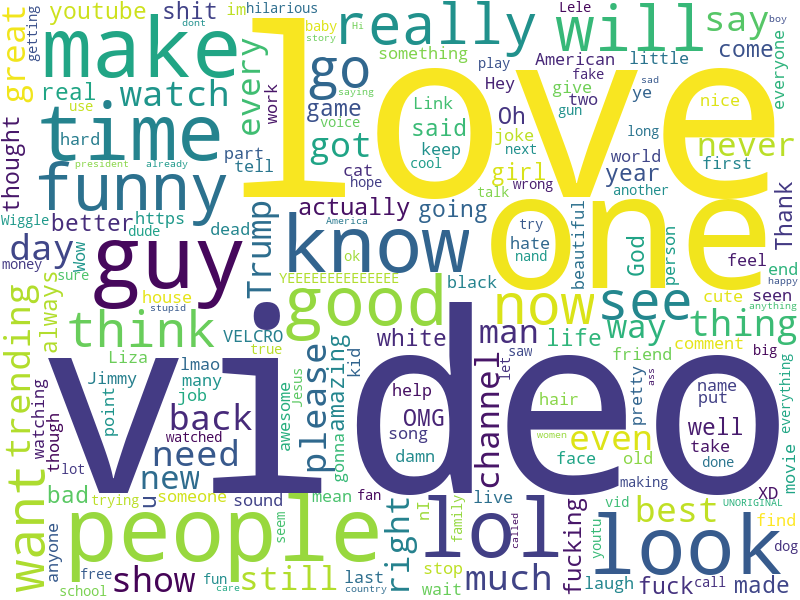 youtube shit im hilarious really will say Lele
make love great getting baby Hi story dont
something American little come boy
real watch every go play Hey fake everyone
time work game voice saying Link give two ye sad nice
use hard got said Oh joke gun long never
thought president already part tell keep cool next world
funny cat hope girl wrong year another first
talk one
Wiggle better https actually going try beautiful God person Thank
day Wow dude dead Trump America know hate nand feel
guy ok end happy
money sure always YEEEEEEEEEEEEEE black now see cute seen anything
house stupid good way thing
trending think VELCRO white man life comment
Liza true please amazing kid saw let friend big
video
want watching Jimmy lmao many job Jesus help channel hair pretty ass name put everything
though point back watched awesome gonna OMG song women well movie
need damn even take
lot new face old done
bad trying u someone sound mean fan live making vid XD UNORIGINAL
people seem right nl family lol called fucking best find
anyone look youtu dog
free show fun still last stop much laugh fuck call made
school care country wait